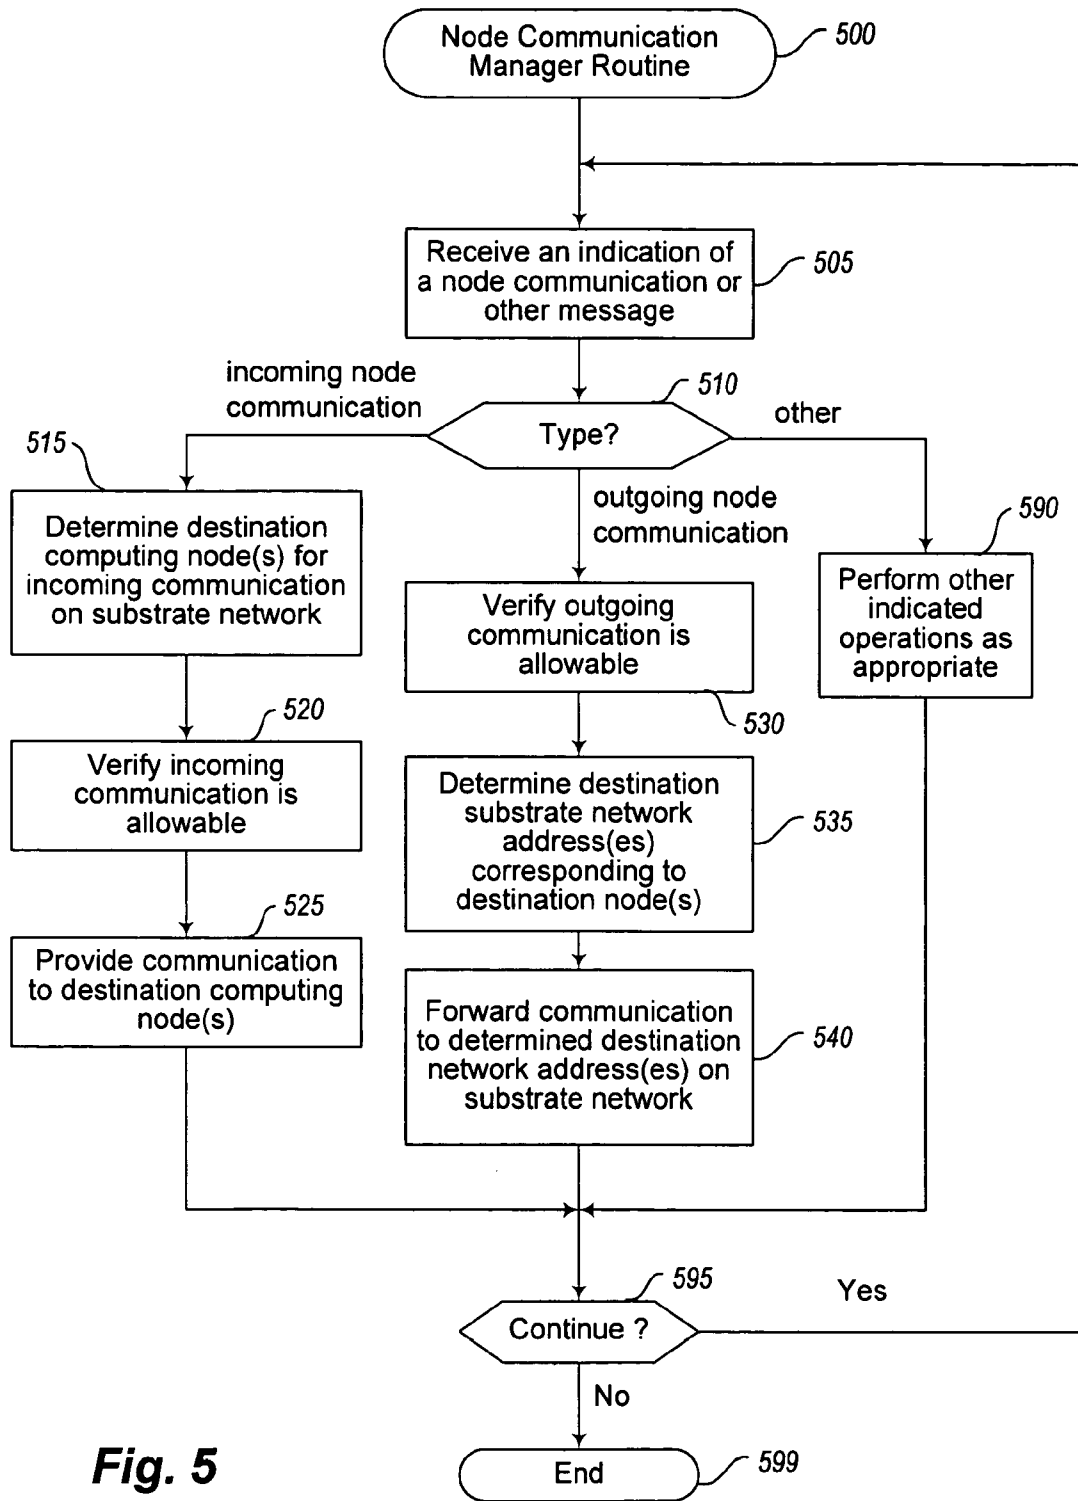 Node Communication
Manager Routine
500
Receive an indication of
a node communication or
other message
505
incoming node
communication
510
Type?
other
515
outgoing node
communication
590
Determine destination
computing node(s) for
incoming communication
on substrate network
Verify outgoing
communication is
allowable
530
Perform other
indicated
operations as
appropriate
520
Verify incoming
communication is
allowable
Determine destination
substrate network
address(es)
corresponding to
destination node(s)
535
525
Provide communication
to destination computing
node(s)
Forward communication
to determined destination
network address(es) on
substrate network
540
595
Continue ?
Yes
No
End
599
Fig. 5